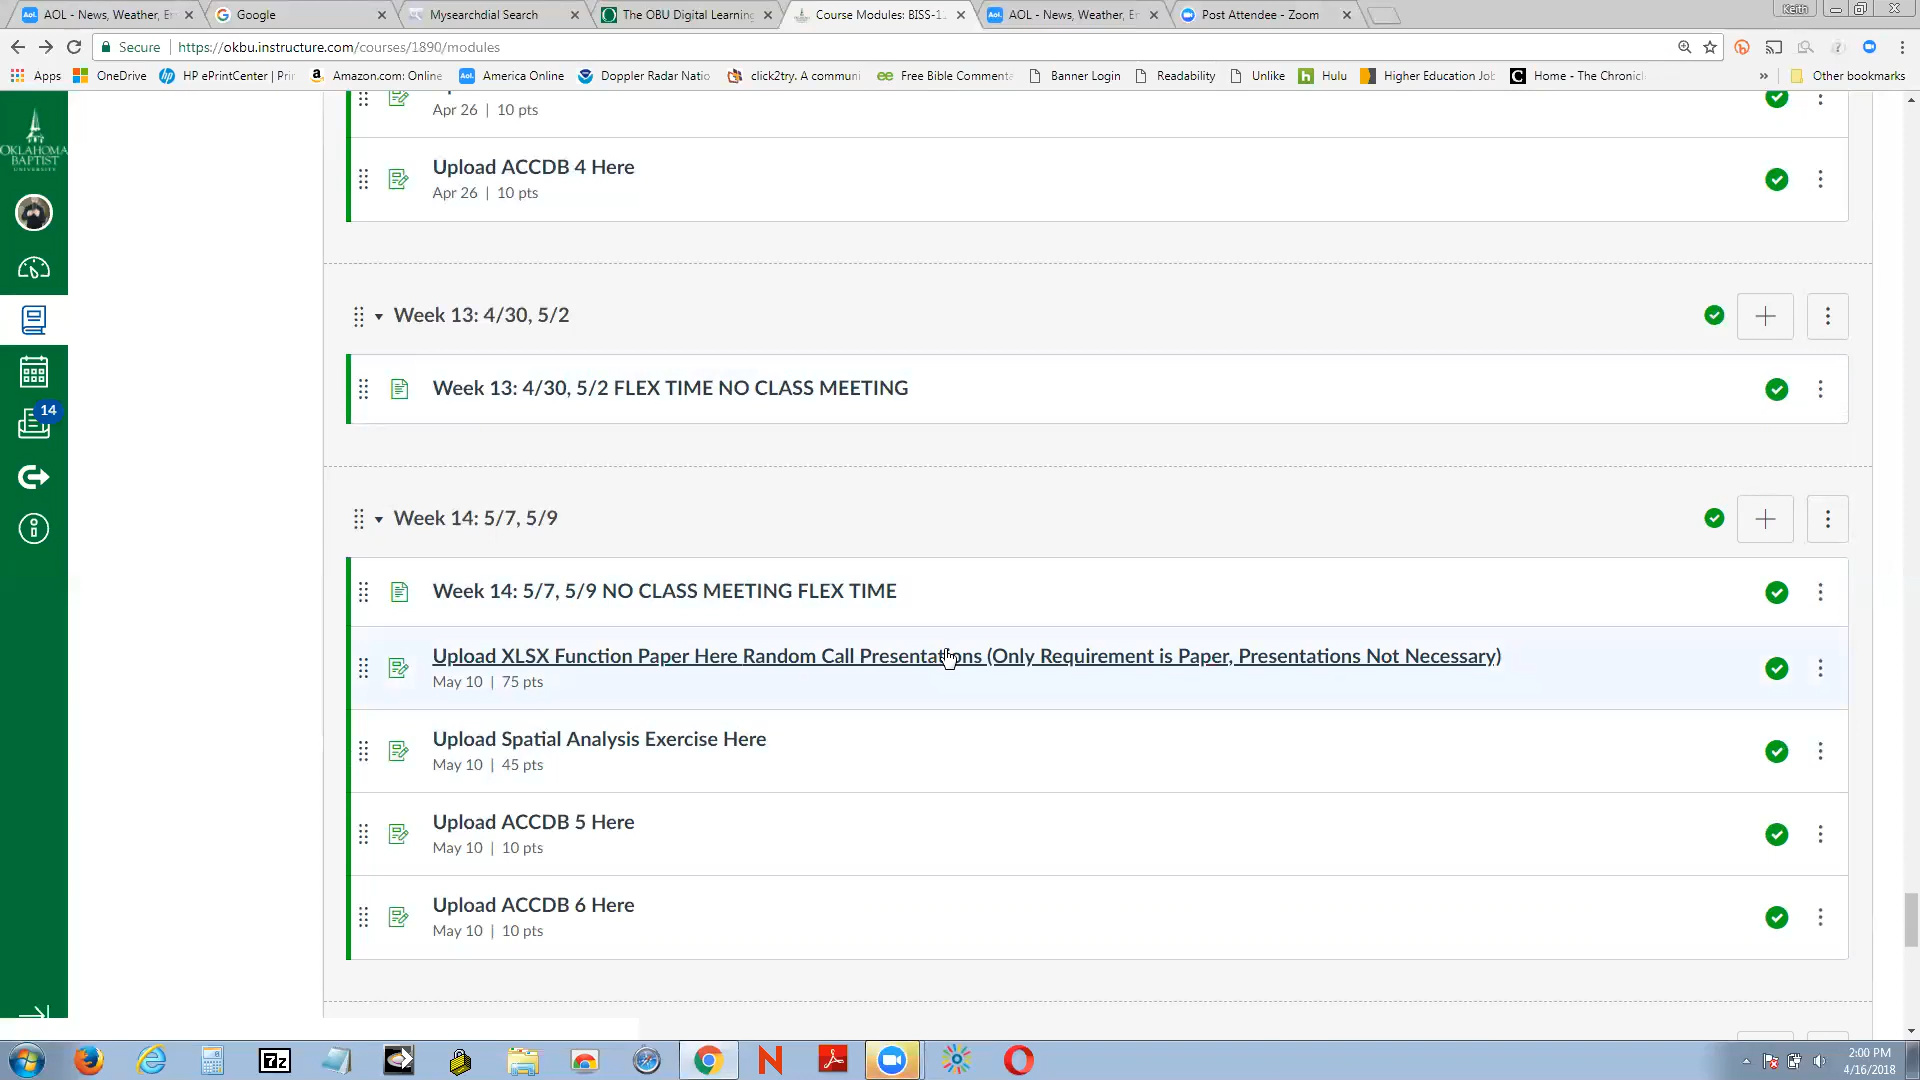 AOL - News, Weather, En
Google
Mysearchdial Search
The OBU Digital Learning
Course Modules: BISS-1
AOL - News, Weather, En
Post Attendee - Zoom
Keith
Secure
https://okbu.instructure.com/courses/1890/modules
Apps
OneDrive
HP ePrintCenter | Pri
Amazon.com: Online
America Online
Doppler Radar Natio
click2try. A communi
Free Bible Comment
Banner Login
Readability
Unlike
Hulu
Higher Education Jo
Home - The Chronic
»
Other bookmarks
OKLAHOMA
BAPTIST
UNIVERSITY
14
Apr 26 | 10 pts
Upload ACCDB 4 Here
Apr 26 | 10 pts
Week 13: 4/30, 5/2
Week 13: 4/30, 5/2 FLEX TIME NO CLASS MEETING
Week 14: 5/7, 5/9
Week 14: 5/7, 5/9 NO CLASS MEETING FLEX TIME
Upload XLSX Function Paper Here Random Call Presentations (Only Requirement is Paper, Presentations Not Necessary)
May 10 | 75 pts
Upload Spatial Analysis Exercise Here
May 10 | 45 pts
Upload ACCDB 5 Here
May 10 | 10 pts
Upload ACCDB 6 Here
May 10 | 10 pts
7z
2:00 PM
4/16/2018